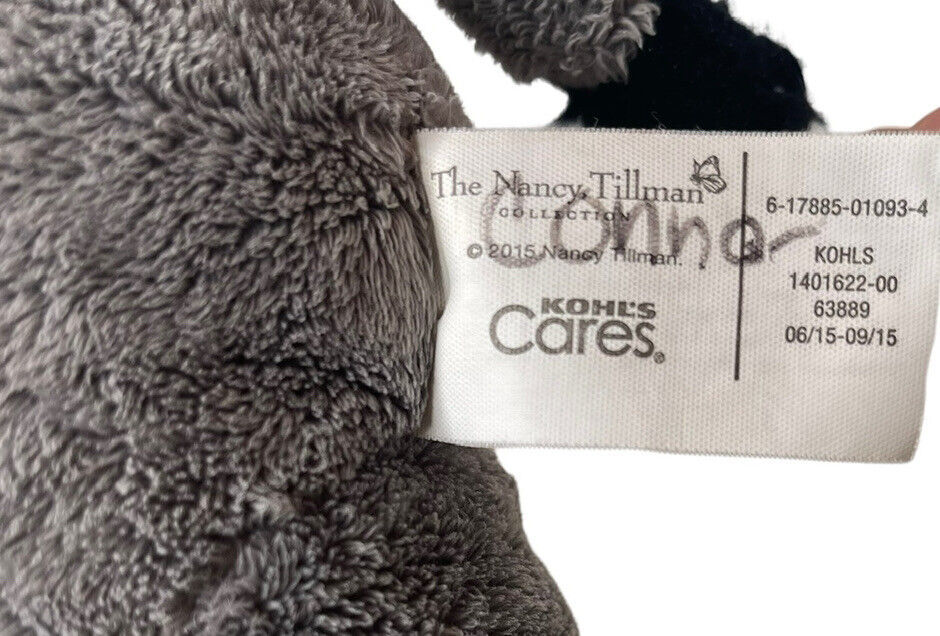 The Nancy Tillman
COLLECTION
Connor
© 2015 Nancy Tillman.
KOHL'S
Cares®
6-17885-01093-4
KOHLS
1401622-00
63889
06/15-09/15